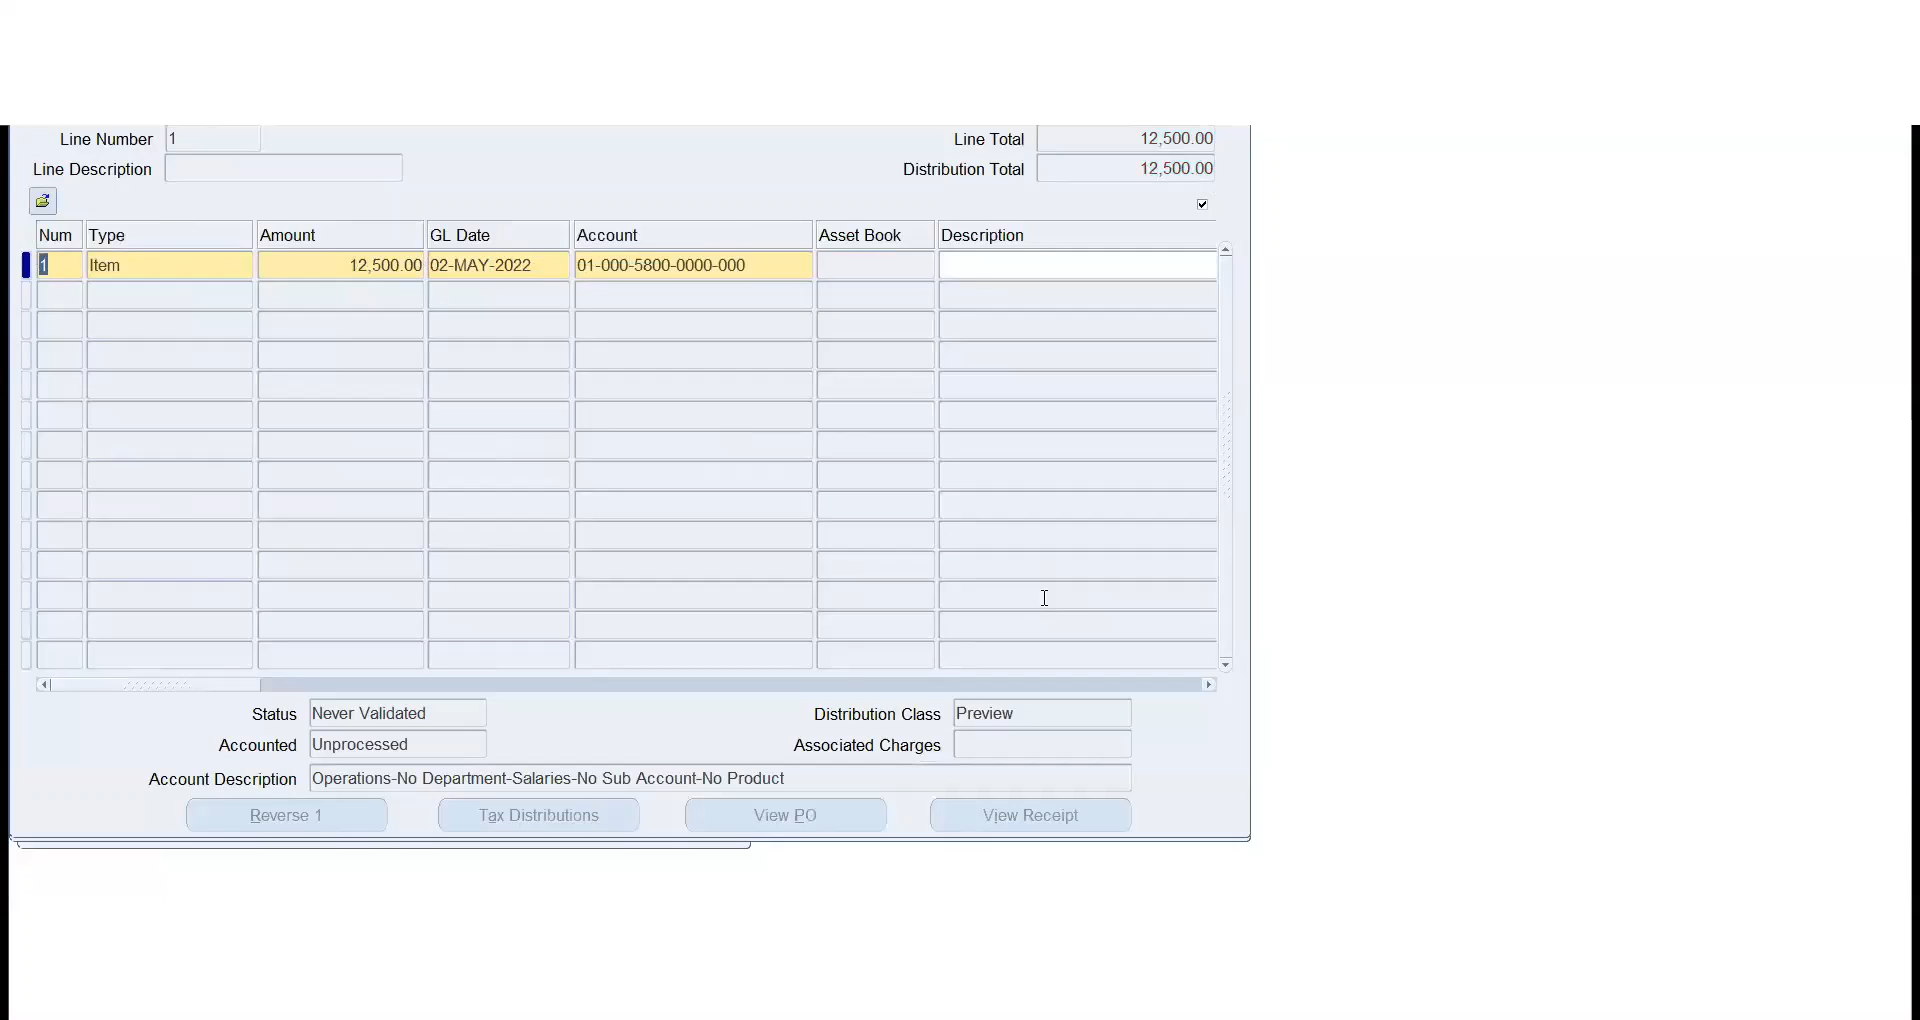 Line Number 1 Line Total 12,500.00
Line Description Distribution Total 12,500.00
Num Type Amount GL Date Account Asset Book Description
1 Item 12,500.00 02-MAY-2022 01-000-5800-0000-000
Status Never Validated Distribution Class Preview
Accounted Unprocessed Associated Charges
Account Description Operations-No Department-Salaries-No Sub Account-No Product
Reverse 1 Tax Distributions View PO View Receipt